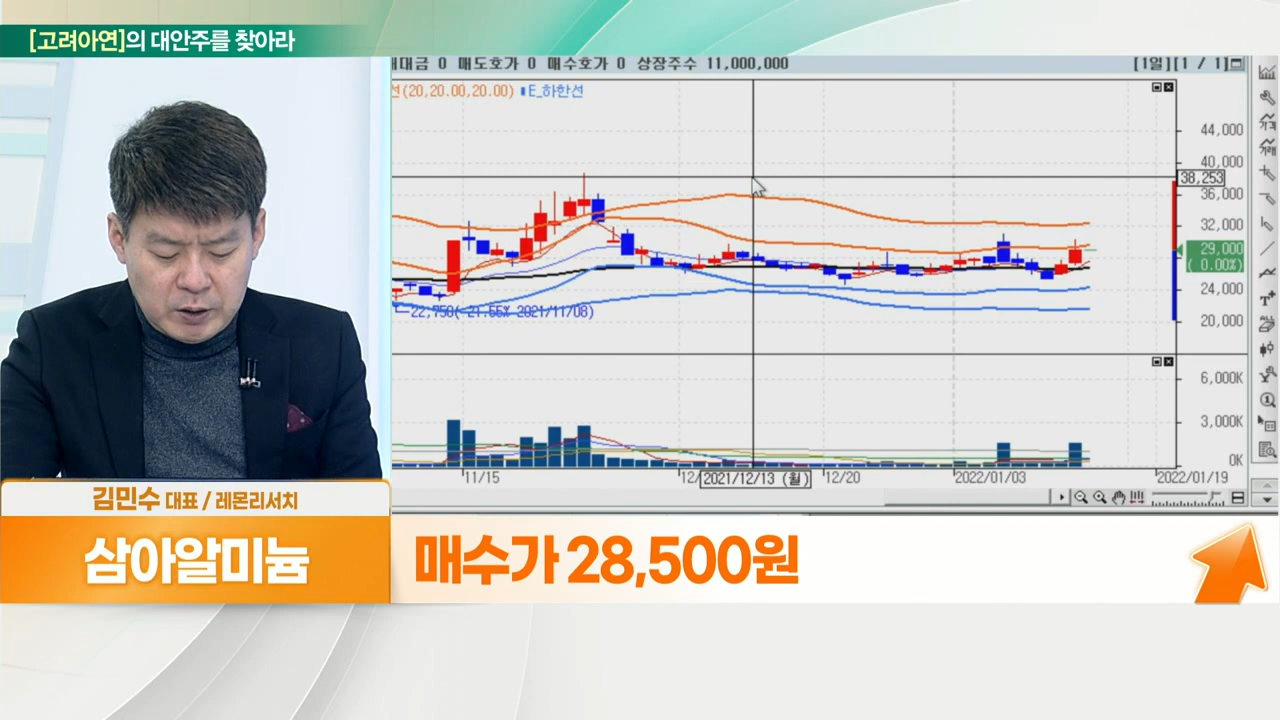 [고려아연]의 대안주를 찾아라
대금 0 매도호가 0 매수호가 0 상장주수 11,000,000
[1일][1 / 1]
선(20,20.00,20.00) E_하한선
44,000
40,000
38,253
36,000
32,000
29,000
( 0.00%)
24,000
20,000
22,750( -21.55% 2021/11/08)
6,000K
3,000K
0K
11/15
12/
2021/12/13 (월)
12/20
2022/01/03
2022/01/19
김민수 대표 / 레몬리서치
삼아알미늄
매수가 28,500원